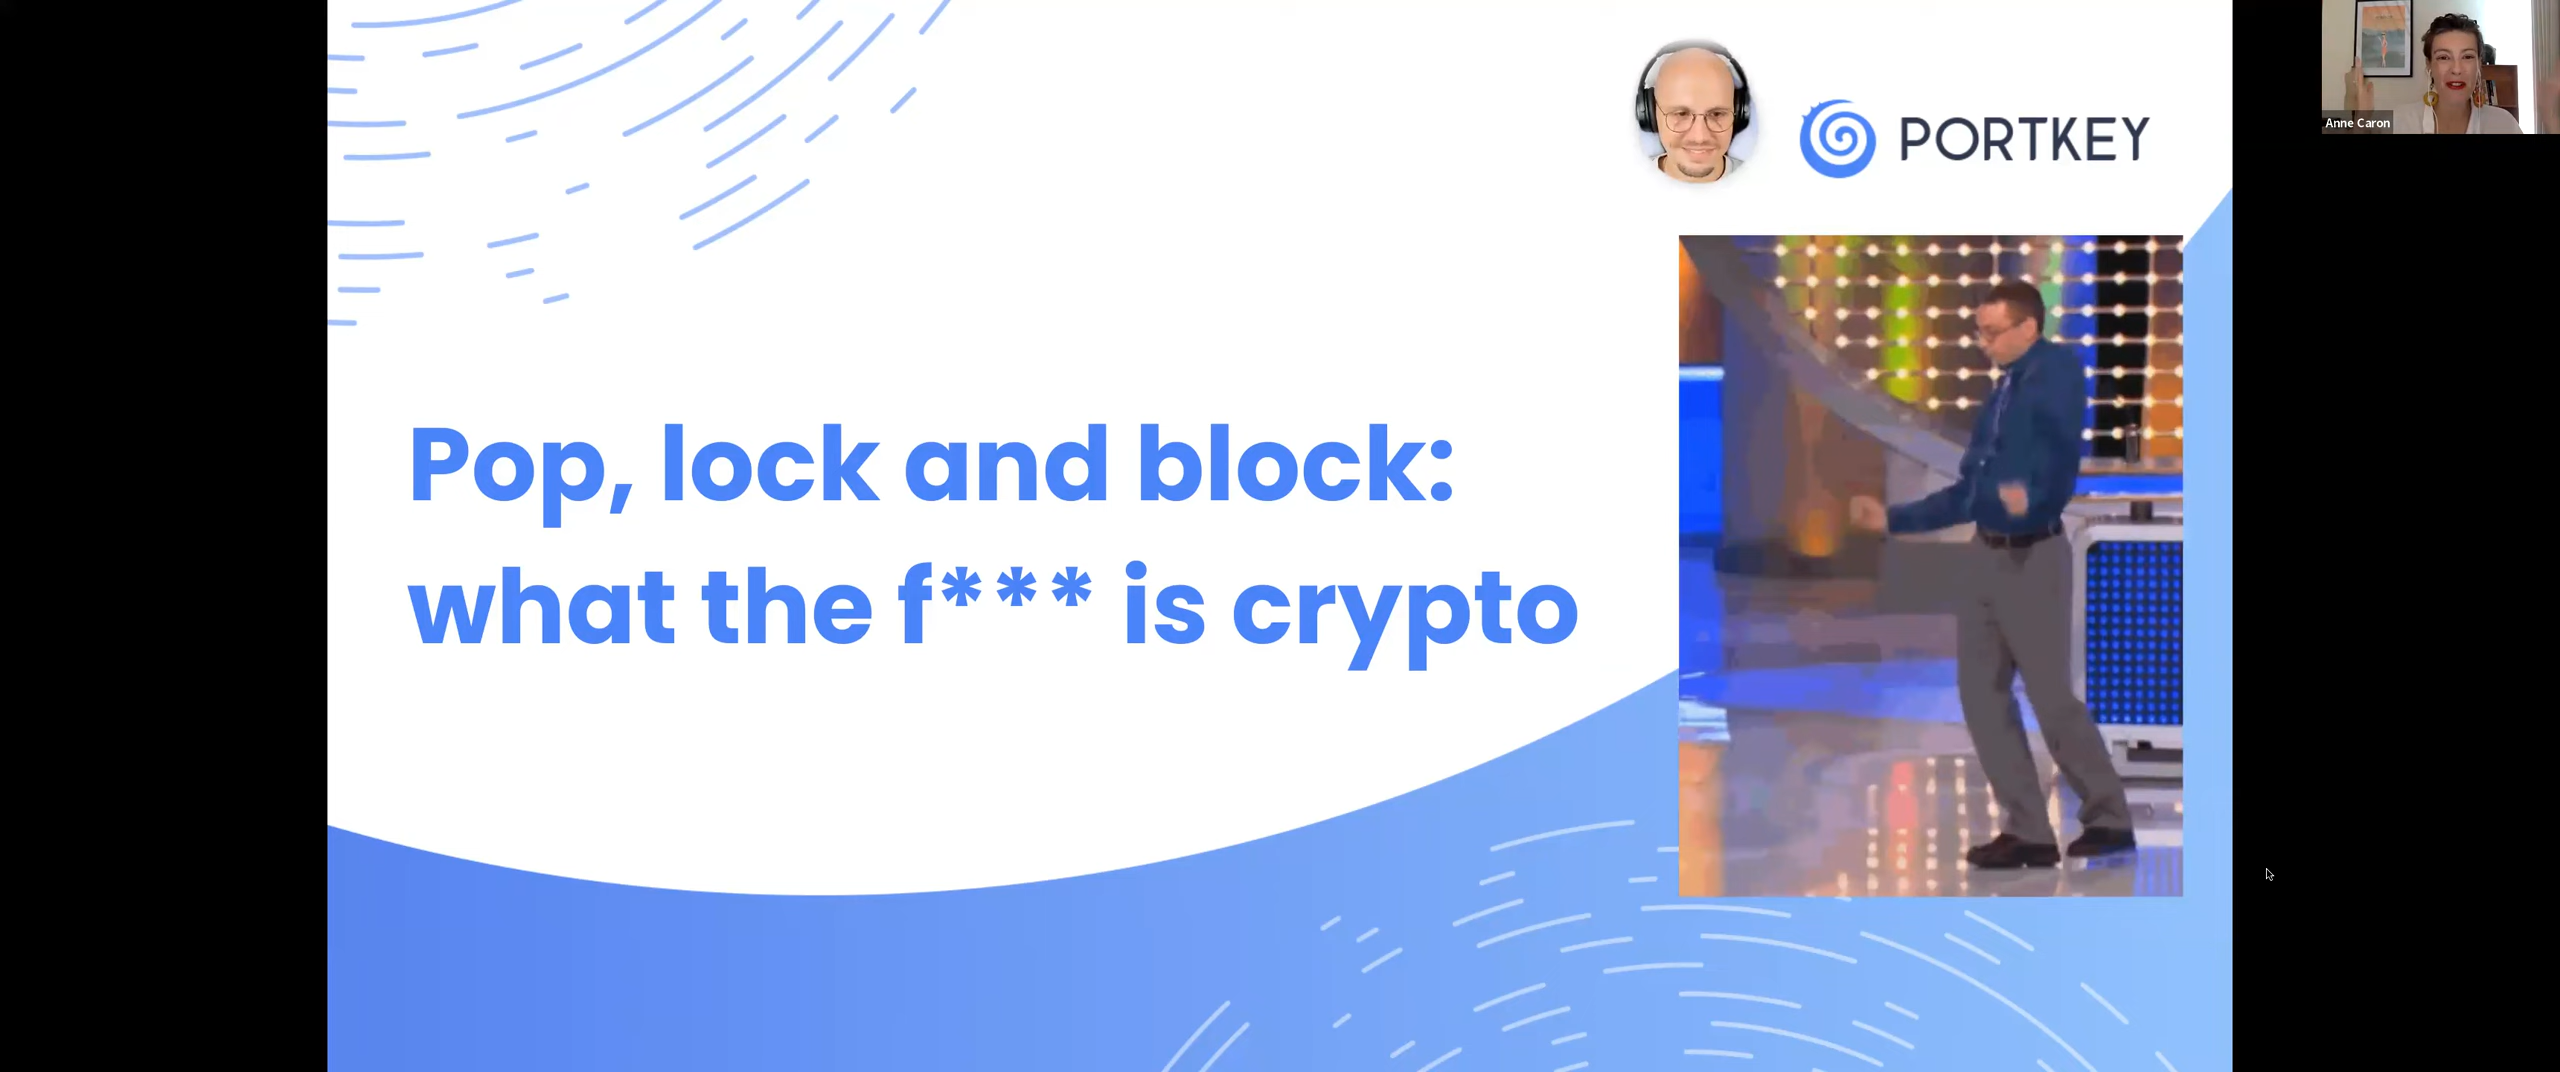 Anne Caron
PORTKEY
Pop, lock and block:
what the f*** is crypto